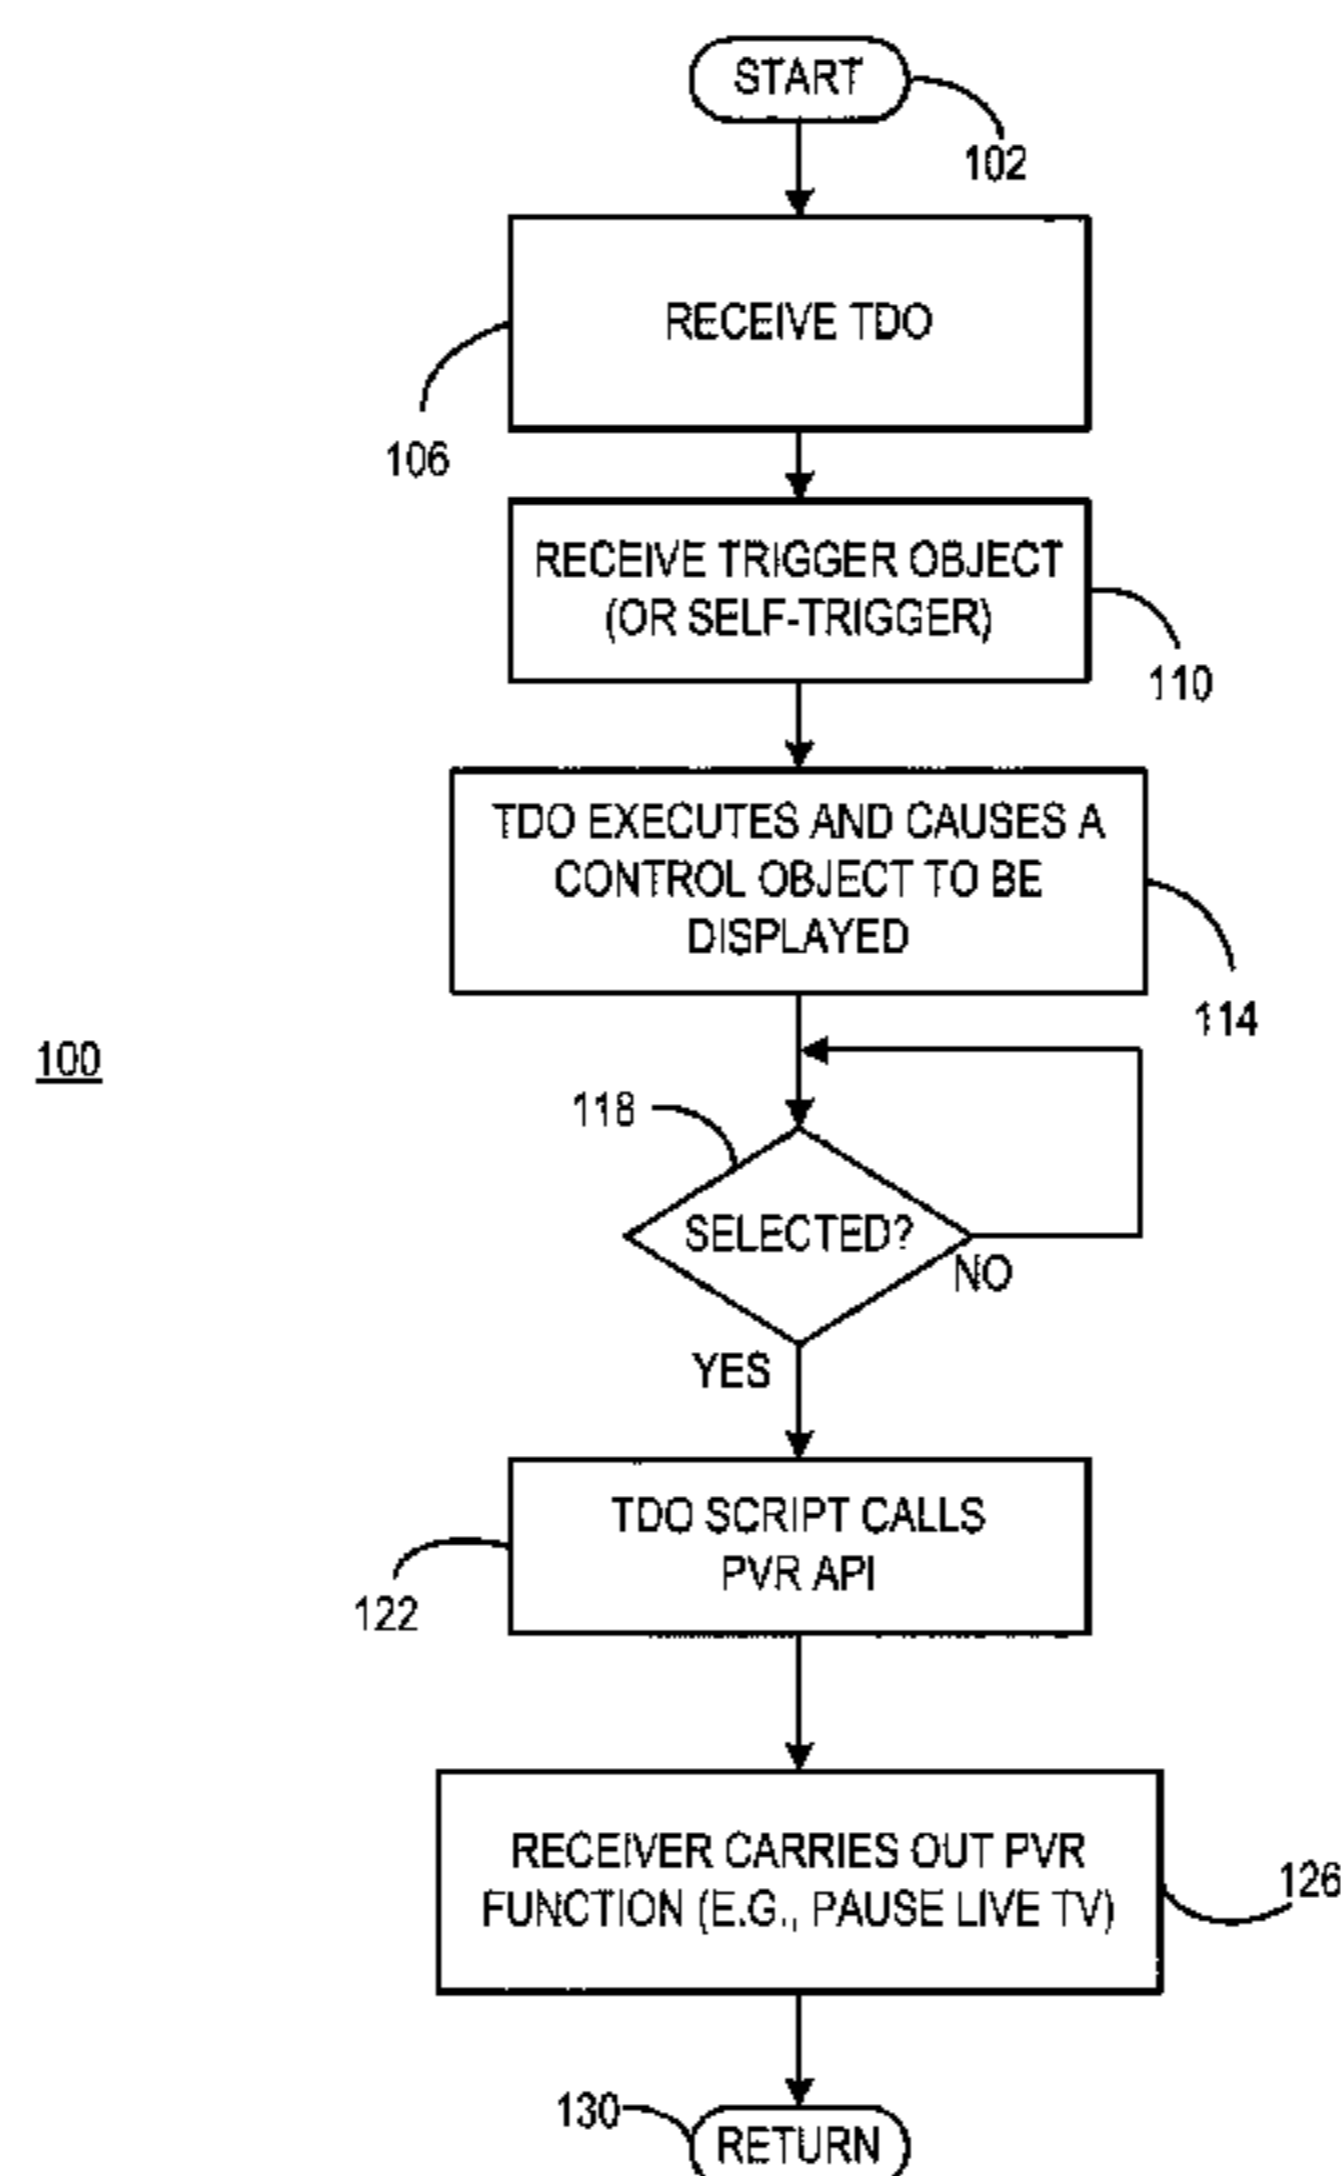 START
102
RECEIVE TDO
106
RECEIVE TRIGGER OBJECT
(OR SELF-TRIGGER)
110
TDO EXECUTES AND CAUSES A
CONTROL OBJECT TO BE
DISPLAYED
114
100
118
SELECTED?
NO
YES
TDO SCRIPT CALLS
PVR API
122
RECEIVER CARRIES OUT PVR
FUNCTION (E.G., PAUSE LIVE TV)
126
130
RETURN